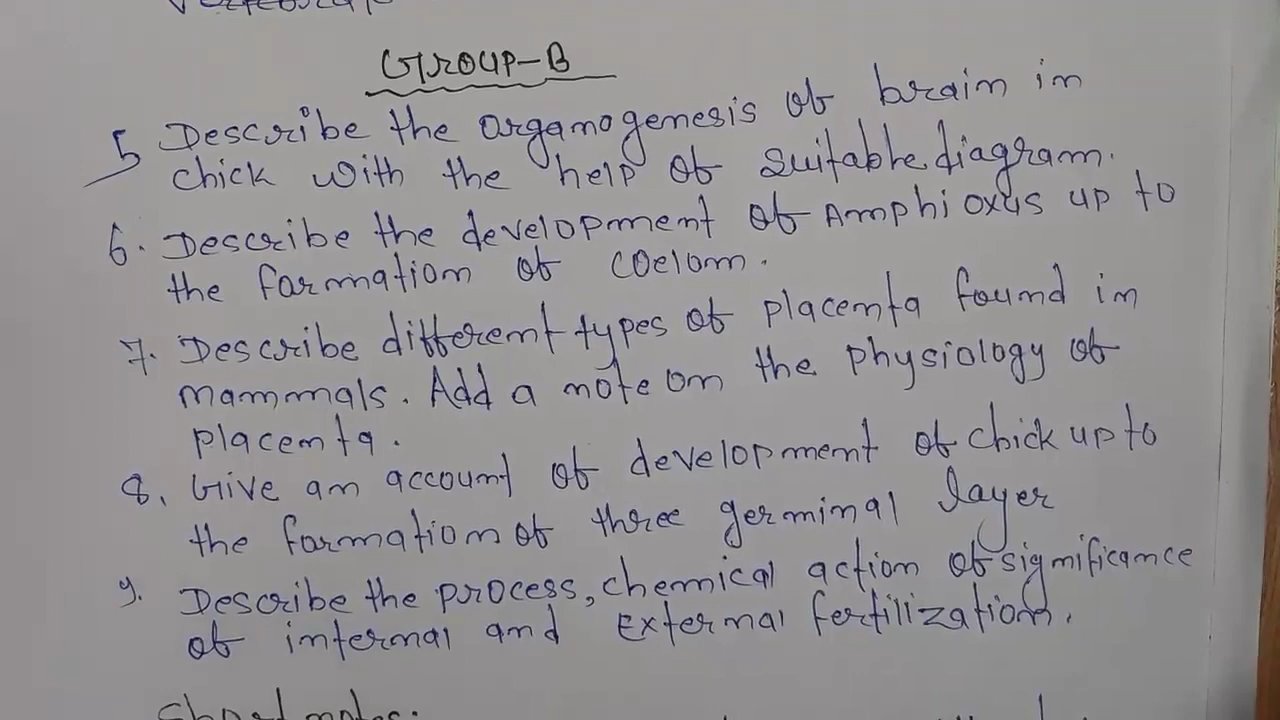 Vertebrate
Group-B
5 Describe the organogenesis of brain in
chick with the help of suitable diagram.
6. Describe the development of Amphioxus up to
the formation of coelom.
7. Describe different types of placenta found in
mammals. Add a note on the physiology of
placenta.
8. Give an account of development of chick up to
the formation of three germinal layer
9. Describe the process, chemical action of significance
of internal and external fertilization.
Short notes: